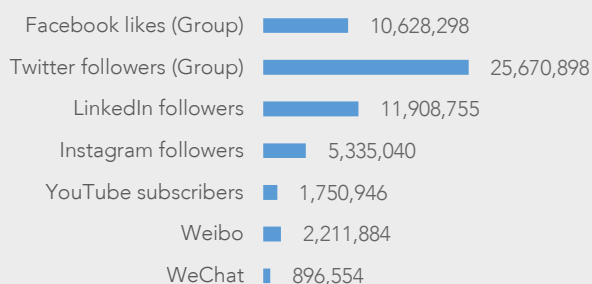 Facebook likes (Group) 10,628,298
Twitter followers (Group) 25,670,898
LinkedIn followers 11,908,755
Instagram followers 5,335,040
YouTube subscribers 1,750,946
Weibo 2,211,884
WeChat 896,554